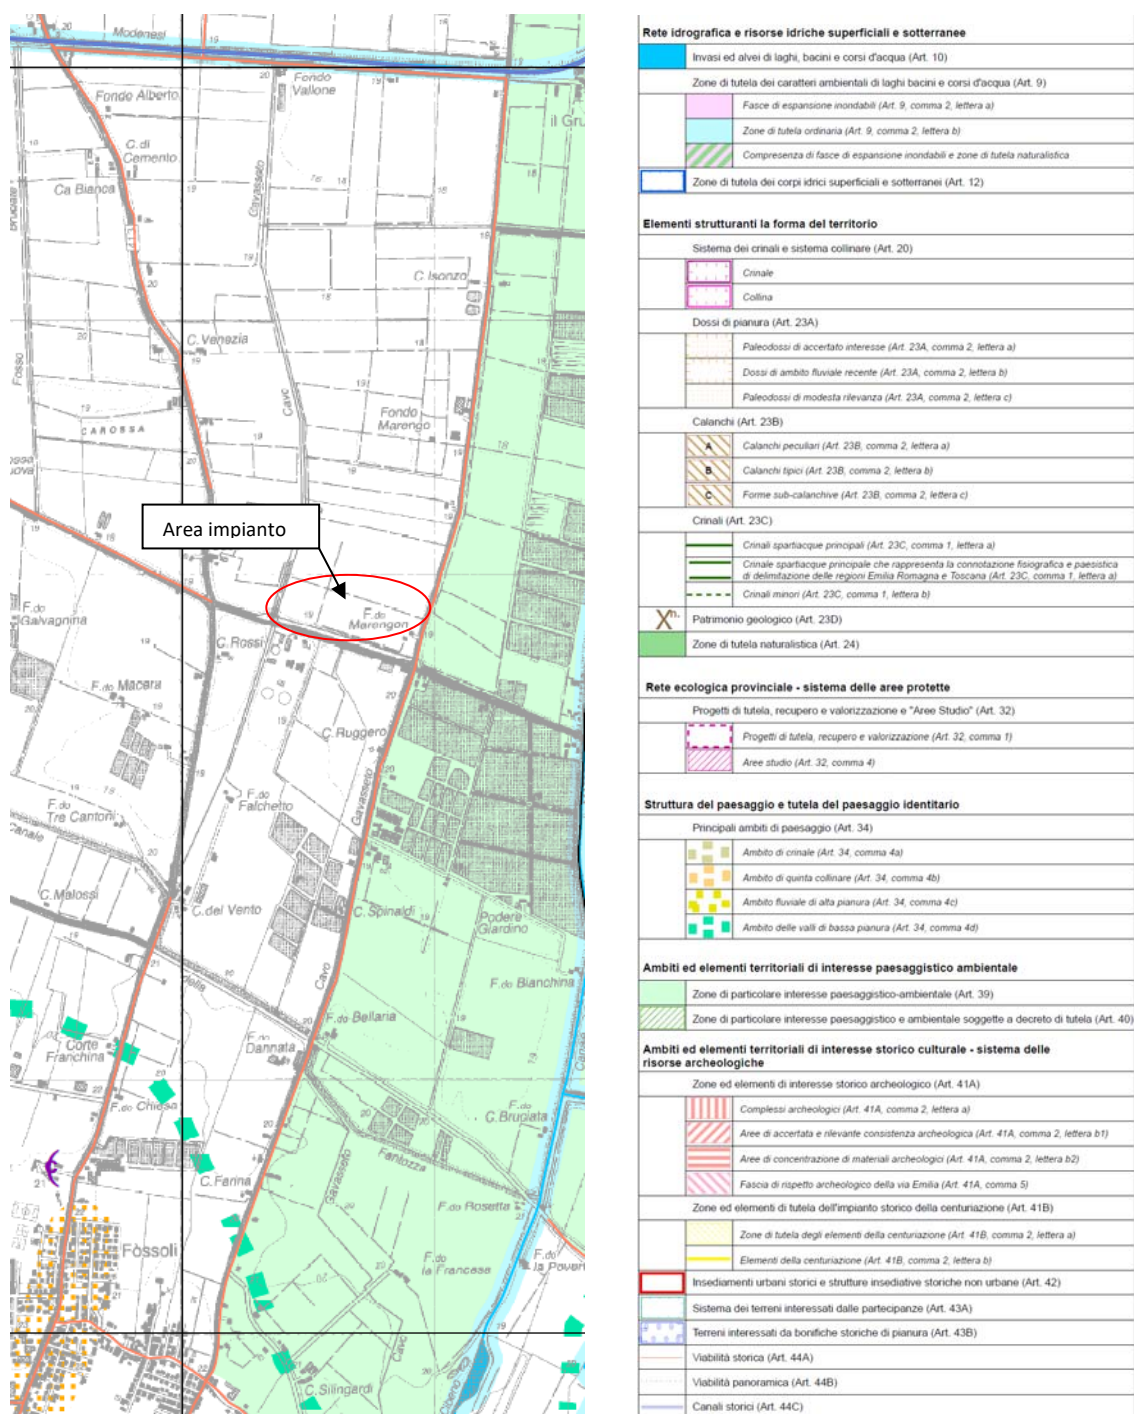 Modenesi
Fondo Vallone
Fondo Alberto
il Gru
C. di Cemento
Ca Bianca
Gavasseto
C. Isonzo
C. Venezia
Fosso
Cavo
CAROSSA
Fondo Marengo
Area impianto
F.do Galvagnina
F.do Marengon
C. Rossi
F.do Macera
C. Ruggero
F.do Falchetto
F.do Tre Cantoni
Canale
Gavasseto
C. Malossi
C. del Vento
C. Spinaldi
Podere Giardino
della
Cavo
F.do Bianchina
F.do Bellaria
F.do Dannata
Corte Franchina
F.do Chiesa
F.do C. Bruciata
Fantozza
Gavasseto
C. Farina
F.do Rosetta
Fossoli
F.do la Francesa
Cavo
C. Silingardi
Rete idrografica e risorse idriche superficiali e sotterranee
Invasi ed alvei di laghi, bacini e corsi d'acqua (Art. 10)
Zone di tutela dei caratteri ambientali di laghi bacini e corsi d'acqua (Art. 9)
Fasce di espansione inondabili (Art. 9, comma 2, lettera a)
Zone di tutela ordinaria (Art. 9, comma 2, lettera b)
Compresenza di fasce di espansione inondabili e zone di tutela naturalistica
Zone di tutela dei corpi idrici superficiali e sotterranei (Art. 12)
Elementi strutturanti la forma del territorio
Sistema dei crinali e sistema collinare (Art. 20)
Crinale
Collina
Dossi di pianura (Art. 23A)
Paleodossi di accertato interesse (Art. 23A, comma 2, lettera a)
Dossi di ambito fluviale recente (Art. 23A, comma 2, lettera b)
Paleodossi di modesta rilevanza (Art. 23A, comma 2, lettera c)
Calanchi (Art. 23B)
A Calanchi peculiari (Art. 23B, comma 2, lettera a)
B Calanchi tipici (Art. 23B, comma 2, lettera b)
C Forme sub-calanchive (Art. 23B, comma 2, lettera c)
Crinali (Art. 23C)
Crinali spartiacque principali (Art. 23C, comma 1, lettera a)
Crinale spartiacque principale che rappresenta la connotazione fisiografica e paesistica
di delimitazione delle regioni Emilia Romagna e Toscana (Art. 23C, comma 1, lettera a)
Crinali minori (Art. 23C, comma 1, lettera b)
Xn. Patrimonio geologico (Art. 23D)
Zone di tutela naturalistica (Art. 24)
Rete ecologica provinciale - sistema delle aree protette
Progetti di tutela, recupero e valorizzazione e "Aree Studio" (Art. 32)
Progetti di tutela, recupero e valorizzazione (Art. 32, comma 1)
Aree studio (Art. 32, comma 4)
Struttura del paesaggio e tutela del paesaggio identitario
Principali ambiti di paesaggio (Art. 34)
Ambito di crinale (Art. 34, comma 4a)
Ambito di quinta collinare (Art. 34, comma 4b)
Ambito fluviale di alta pianura (Art. 34, comma 4c)
Ambito delle valli di bassa pianura (Art. 34, comma 4d)
Ambiti ed elementi territoriali di interesse paesaggistico ambientale
Zone di particolare interesse paesaggistico-ambientale (Art. 39)
Zone di particolare interesse paesaggistico e ambientale soggette a decreto di tutela (Art. 40)
Ambiti ed elementi territoriali di interesse storico culturale - sistema delle
risorse archeologiche
Zone ed elementi di interesse storico archeologico (Art. 41A)
Complessi archeologici (Art. 41A, comma 2, lettera a)
Aree di accertata e rilevante consistenza archeologica (Art. 41A, comma 2, lettera b1)
Aree di concentrazione di materiali archeologici (Art. 41A, comma 2, lettera b2)
Fascia di rispetto archeologico della via Emilia (Art. 41A, comma 5)
Zone ed elementi di tutela dell'impianto storico della centuriazione (Art. 41B)
Zone di tutela degli elementi della centuriazione (Art. 41B, comma 2, lettera a)
Elementi della centuriazione (Art. 41B, comma 2, lettera b)
Insediamenti urbani storici e strutture insediative storiche non urbane (Art. 42)
Sistema dei terreni interessati dalle partecipanze (Art. 43A)
Terreni interessati da bonifiche storiche di pianura (Art. 43B)
Viabilità storica (Art. 44A)
Viabilità panoramica (Art. 44B)
Canali storici (Art. 44C)